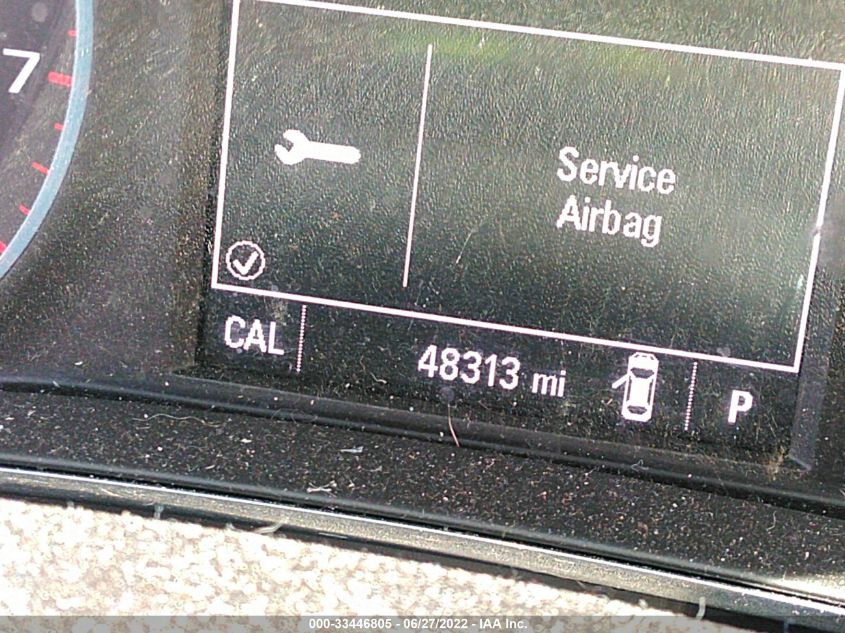 7
Service
Airbag
CAL
48313 mi
P
000-33446805 - 06/27/2022 - IAA Inc.